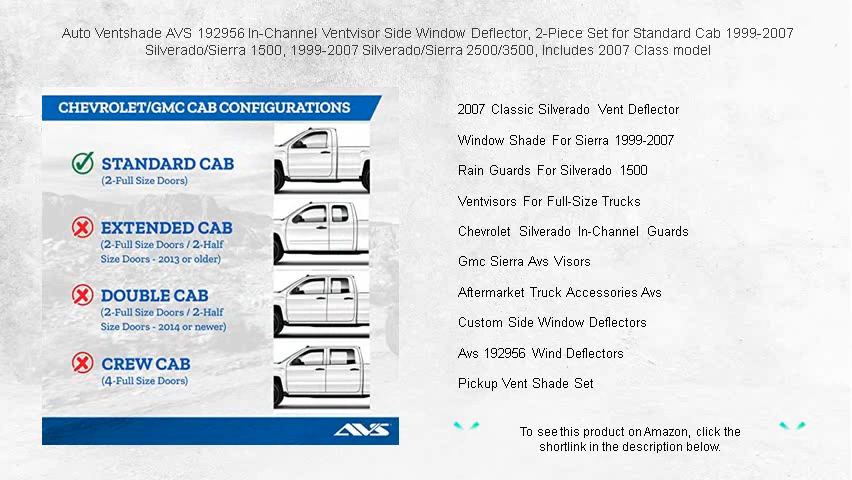 Auto Ventshade AVS 192956 In-Channel Ventvisor Side Window Deflector, 2-Piece Set for Standard Cab 1999-2007
Silverado/Sierra 1500, 1999-2007 Silverado/Sierra 2500/3500, Includes 2007 Class model
CHEVROLET/GMC CAB CONFIGURATIONS
STANDARD CAB
(2-Full Size Doors)
EXTENDED CAB
(2-Full Size Doors / 2-Half
Size Doors - 2013 or older)
DOUBLE CAB
(2-Full Size Doors / 2-Half
Size Doors - 2014 or newer)
CREW CAB
(4-Full Size Doors)
AVS
2007 Classic Silverado Vent Deflector
Window Shade For Sierra 1999-2007
Rain Guards For Silverado 1500
Ventvisors For Full-Size Trucks
Chevrolet Silverado In-Channel Guards
Gmc Sierra Avs Visors
Aftermarket Truck Accessories Avs
Custom Side Window Deflectors
Avs 192956 Wind Deflectors
Pickup Vent Shade Set
To see this product on Amazon, click the
shortlink in the description below.